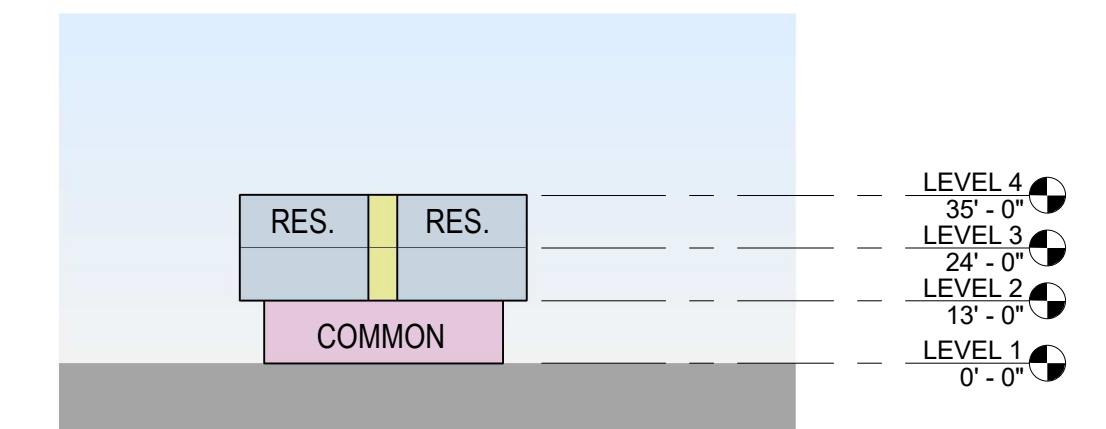 LEVEL 4
35' - 0"
RES. RES.
LEVEL 3
24' - 0"
LEVEL 2
13' - 0"
COMMON
LEVEL 1
0' - 0"